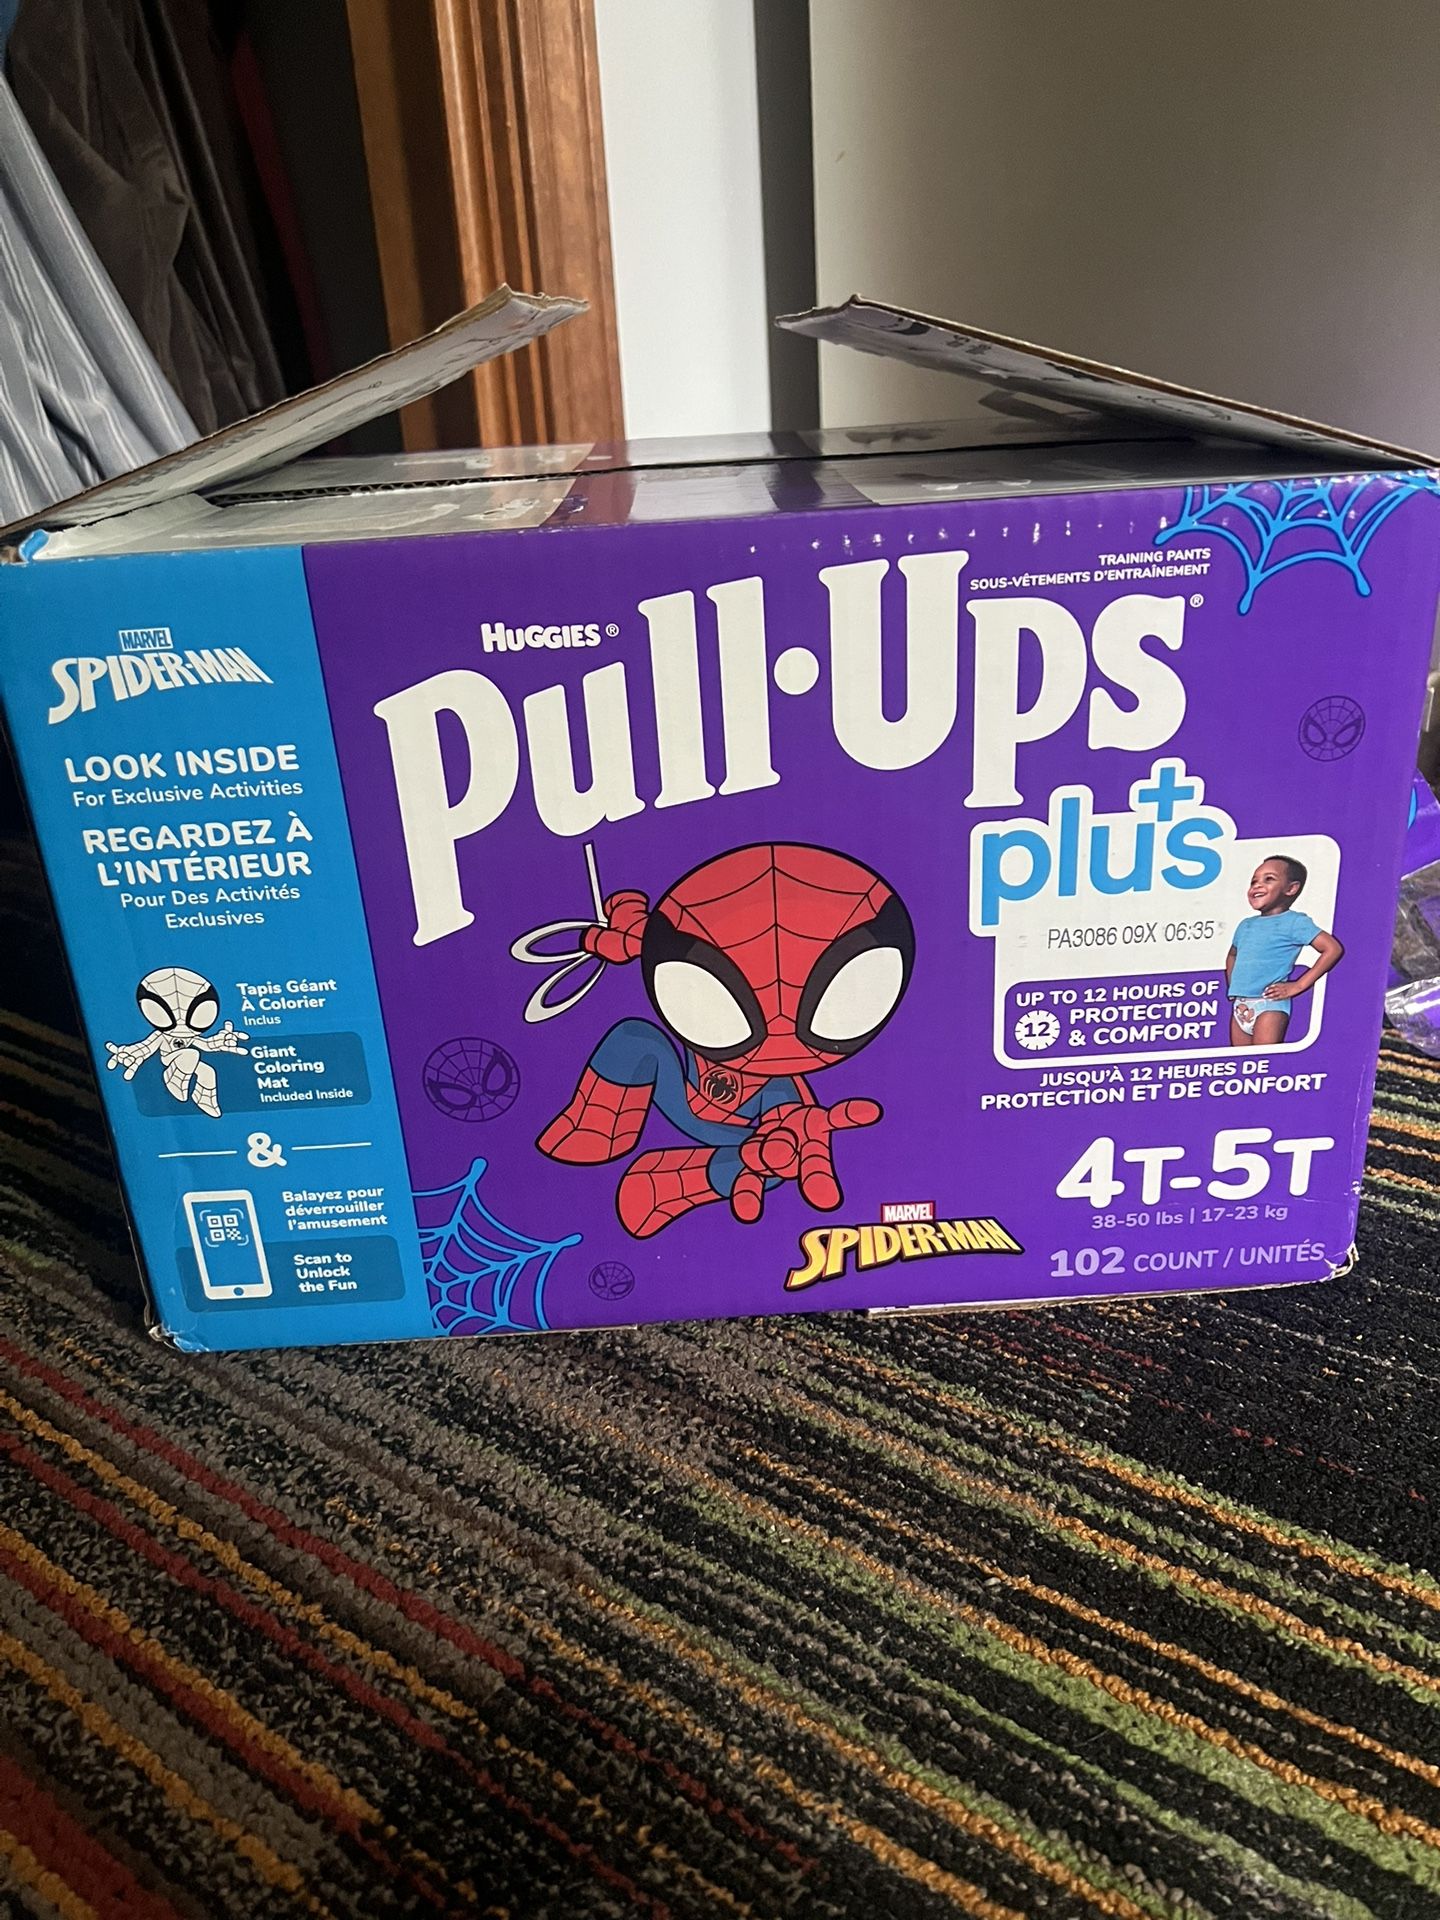 MARVEL
SPIDER-MAN
LOOK INSIDE
For Exclusive Activities
REGARDEZ À
L'INTÉRIEUR
Pour Des Activités
Exclusives
Tapis Géant
À Colorier
Inclus
Giant
Coloring
Mat
Included Inside
&
Balayez pour
déverrouiller
l'amusement
Scan to
Unlock
the Fun
TRAINING PANTS
SOUS-VÊTEMENTS D'ENTRAÎNEMENT
HUGGIES®
Pull·Ups®
plus+
PA3086 09X 06:35
UP TO 12 HOURS OF
12 PROTECTION
& COMFORT
JUSQU'À 12 HEURES DE
PROTECTION ET DE CONFORT
4T-5T
38-50 lbs | 17-23 kg
102 COUNT / UNITÉS
MARVEL
SPIDER-MAN